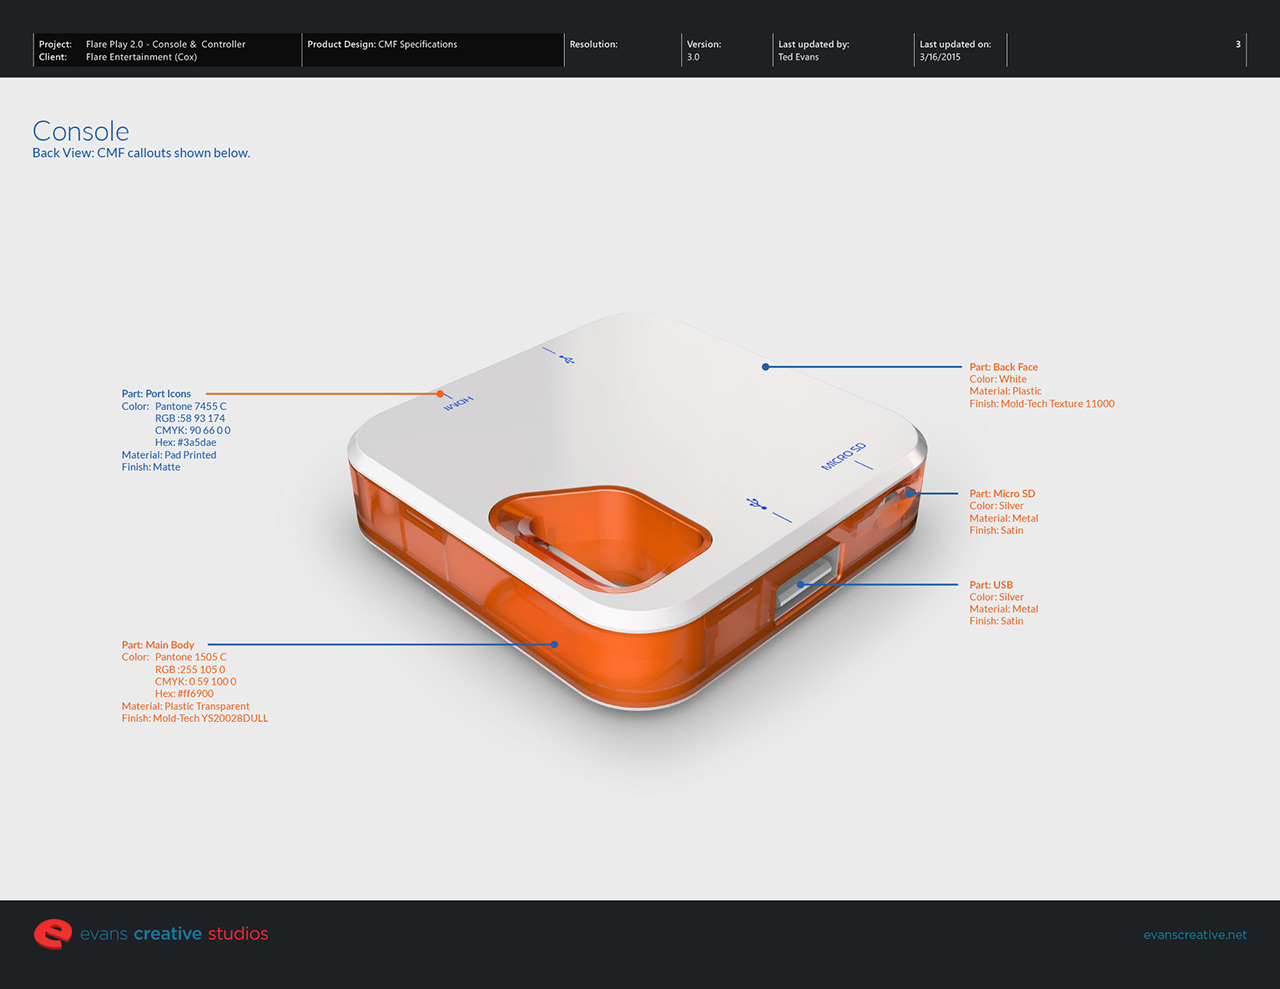 Project: Flare Play 2.0 - Console & Controller
Client: Flare Entertainment (Cox)
Product Design: CMF Specifications
Resolution:
Version:
3.0
Last updated by:
Ted Evans
Last updated on:
3/16/2015
3
Console
Back View: CMF callouts shown below.
Part: Port Icons
Color: Pantone 7455 C
RGB :58 93 174
CMYK: 90 66 0 0
Hex: #3a5dae
Material: Pad Printed
Finish: Matte
HDMI
MICRO SD
Part: Back Face
Color: White
Material: Plastic
Finish: Mold-Tech Texture 11000
Part: Micro SD
Color: Silver
Material: Metal
Finish: Satin
Part: USB
Color: Silver
Material: Metal
Finish: Satin
Part: Main Body
Color: Pantone 1505 C
RGB :255 105 0
CMYK: 0 59 100 0
Hex: #ff6900
Material: Plastic Transparent
Finish: Mold-Tech YS20028DULL
evans creative studios
evanscreative.net